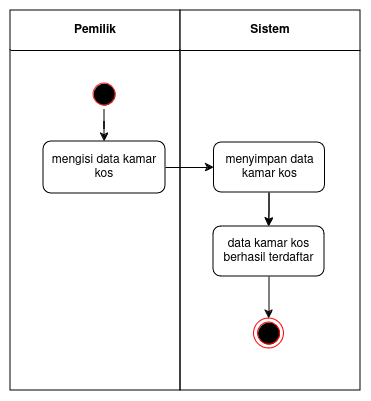 Pemilik
Sistem
mengisi data kamar
kos
menyimpan data
kamar kos
data kamar kos
berhasil terdaftar